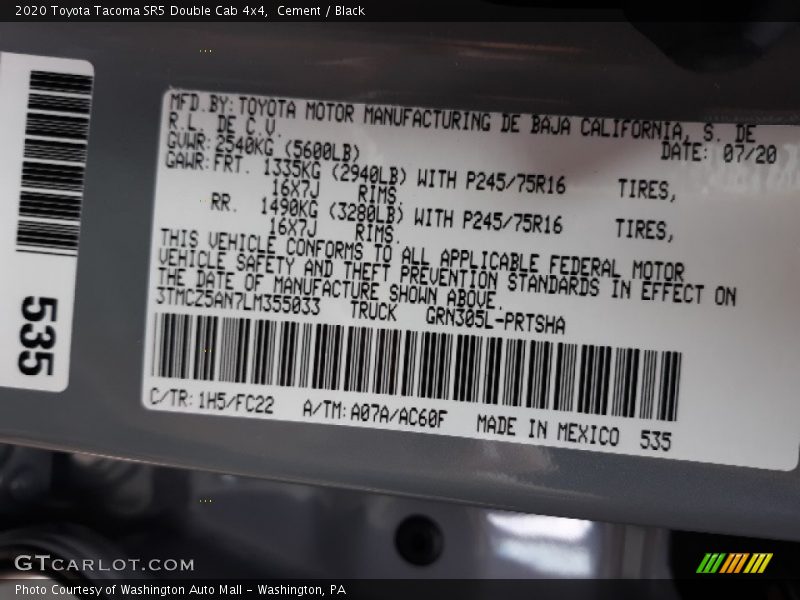 2020 Toyota Tacoma SR5 Double Cab 4x4,  Cement / Black
MFD.BY:TOYOTA MOTOR MANUFACTURING DE BAJA CALIFORNIA, S. DE
R.L. DE C.V. DATE: 07/20
GVWR:2540KG (5600LB)
GAWR:FRT. 1335KG (2940LB) WITH P245/75R16 TIRES,
16X7J RIMS.
RR. 1490KG (3280LB) WITH P245/75R16 TIRES,
16X7J RIMS.
THIS VEHICLE CONFORMS TO ALL APPLICABLE FEDERAL MOTOR
VEHICLE SAFETY AND THEFT PREVENTION STANDARDS IN EFFECT ON
THE DATE OF MANUFACTURE SHOWN ABOVE.
3TMCZ5AN7LM355033 TRUCK GRN305L-PRTSHA
C/TR:1H5/FC22 A/TM:A07A/AC60F MADE IN MEXICO 535
535
GTCARLOT.COM
Photo Courtesy of Washington Auto Mall - Washington, PA